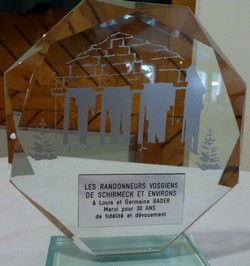 LES RANDONNEURS VOSGIENS
DE SCHIRMECK ET ENVIRONS
à Louis et Germaine BADER
Merci pour 30 ANS
de fidélité et dévouement